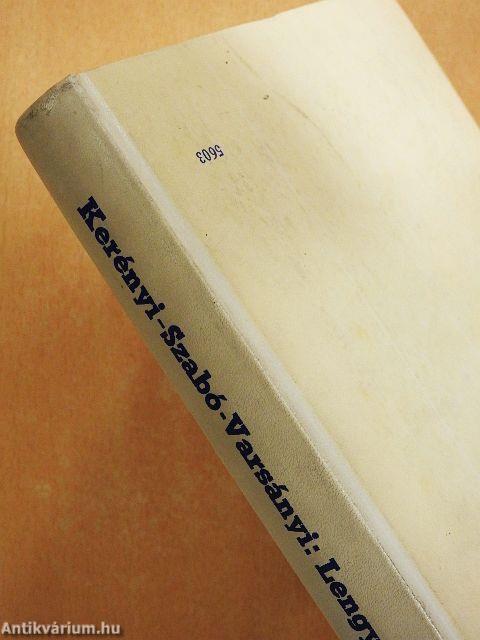 5603
Kerényi-Szabó-Varsányi: Lengy
Antikvárium.hu